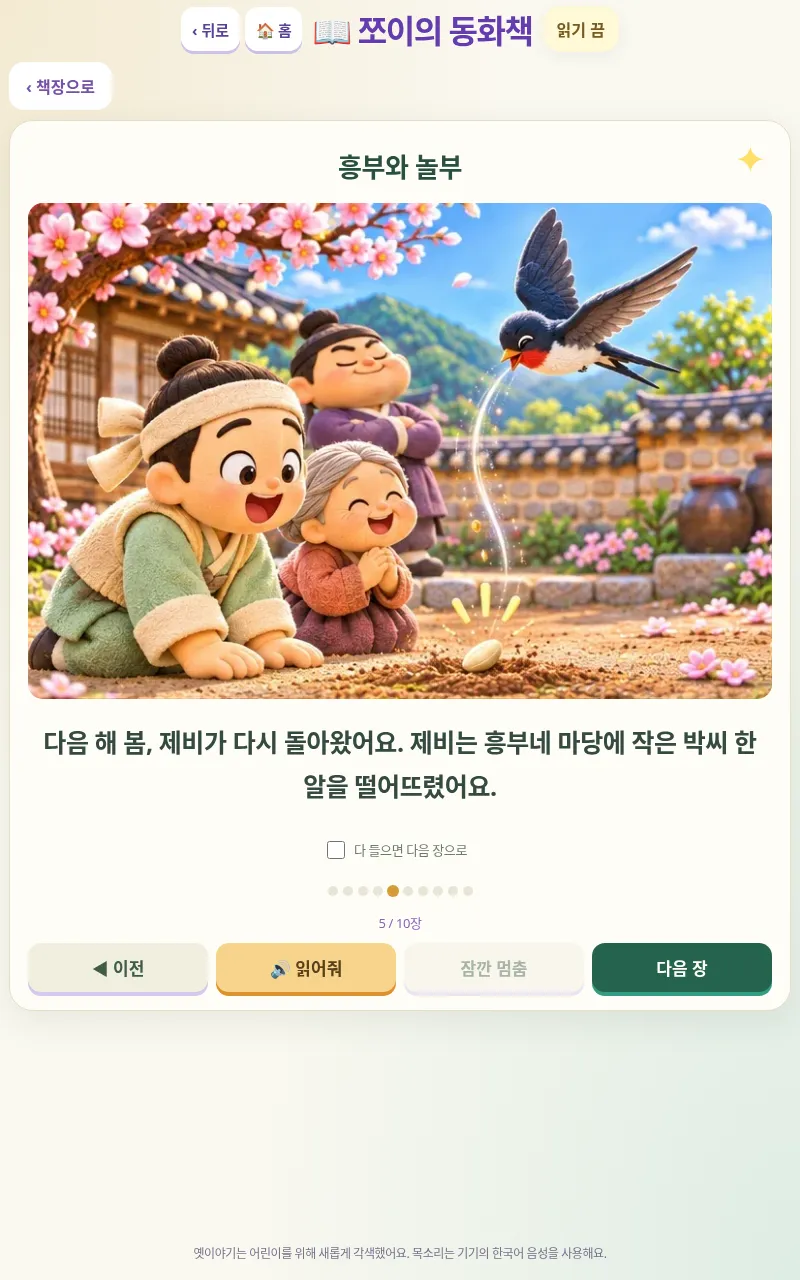 ‹ 뒤로
🏠 홈
📖 쪼이의 동화책
읽기 끝
‹ 책장으로
흥부와 놀부
다음 해 봄, 제비가 다시 돌아왔어요. 제비는 흥부네 마당에 작은 박씨 한
알을 떨어뜨렸어요.
다 들으면 다음 장으로
5 / 10장
◀ 이전
🔊 읽어줘
잠깐 멈춤
다음 장
옛이야기는 어린이를 위해 새롭게 각색했어요. 목소리는 기기의 한국어 음성을 사용해요.